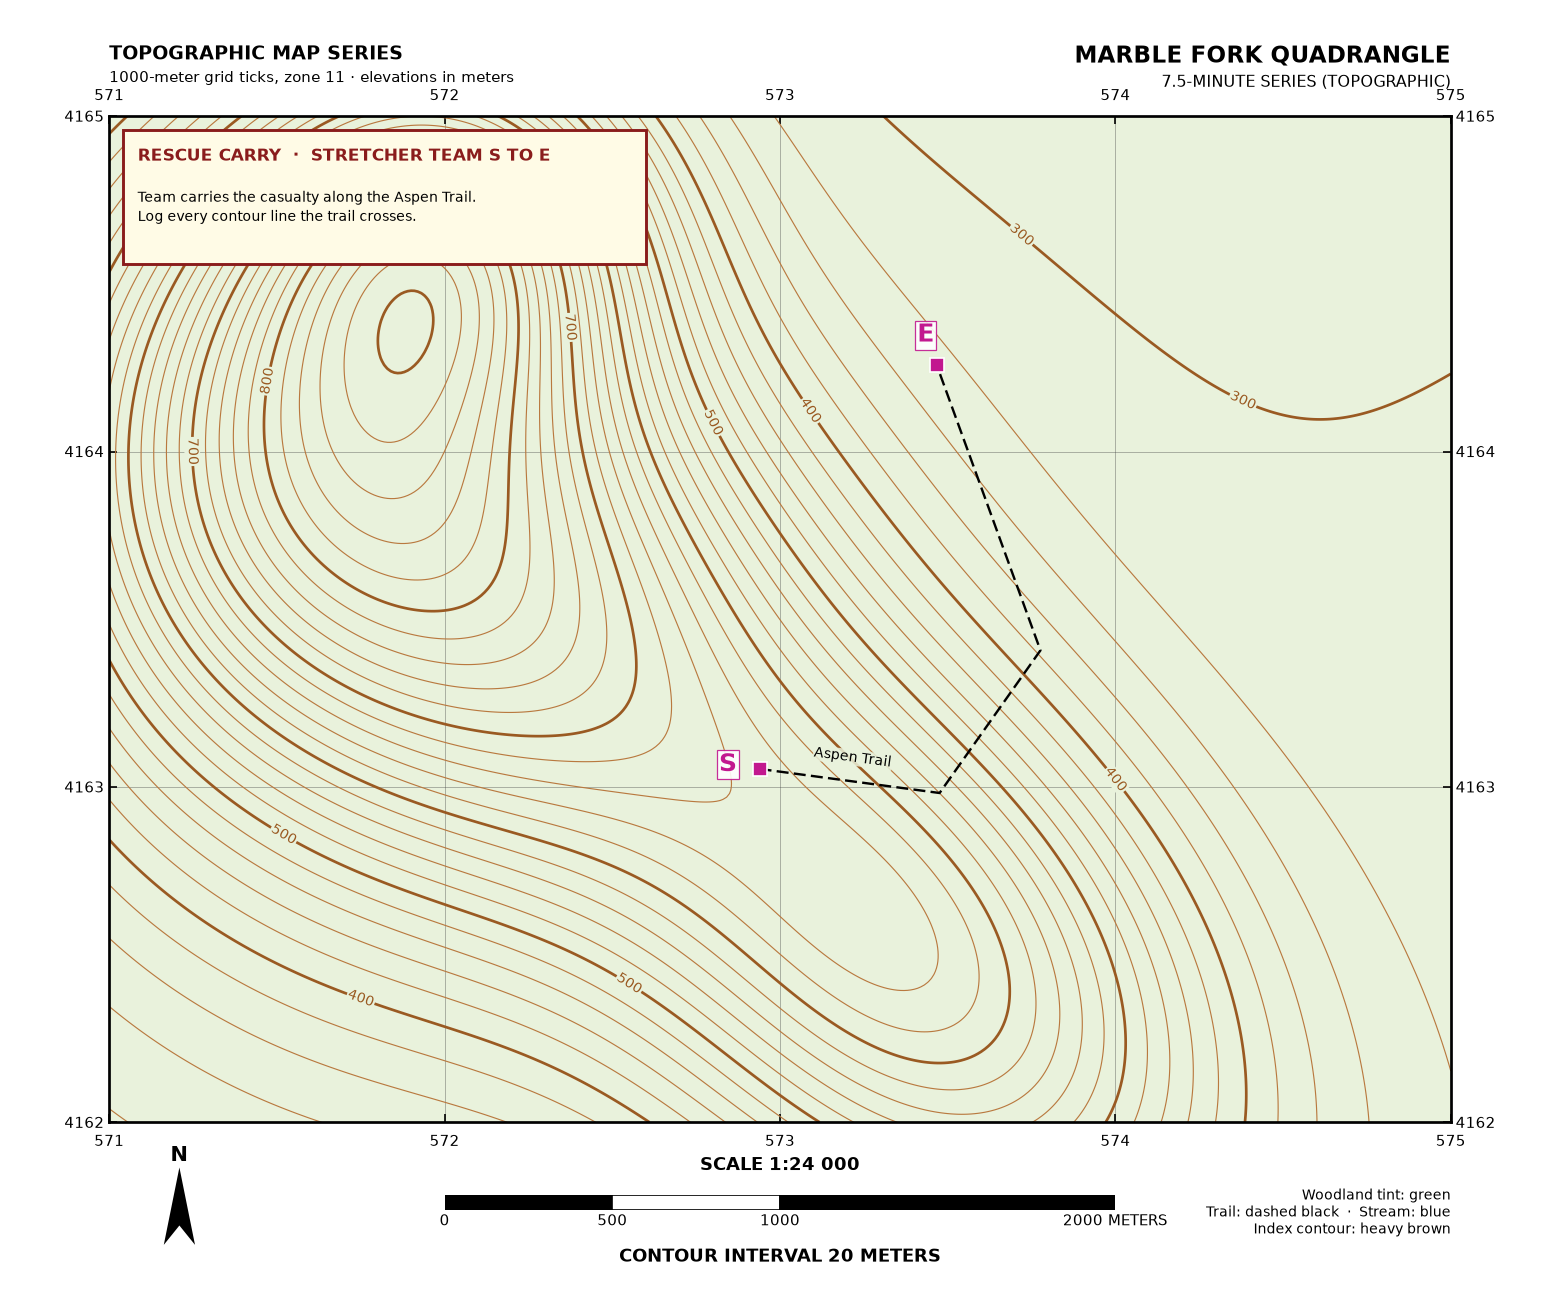 TOPOGRAPHIC MAP SERIES
MARBLE FORK QUADRANGLE
1000-meter grid ticks, zone 11 · elevations in meters
7.5-MINUTE SERIES (TOPOGRAPHIC)
571
572
573
574
575
4165
4165
RESCUE CARRY · STRETCHER TEAM S TO E
Team carries the casualty along the Aspen Trail.
Log every contour line the trail crosses.
300
700
E
800
300
400
500
700
4164
4164
Aspen Trail
S
400
4163
4163
500
500
400
4162
4162
571
572
573
574
575
N
SCALE 1:24 000
0
500
1000
2000 METERS
Woodland tint: green
Trail: dashed black · Stream: blue
Index contour: heavy brown
CONTOUR INTERVAL 20 METERS